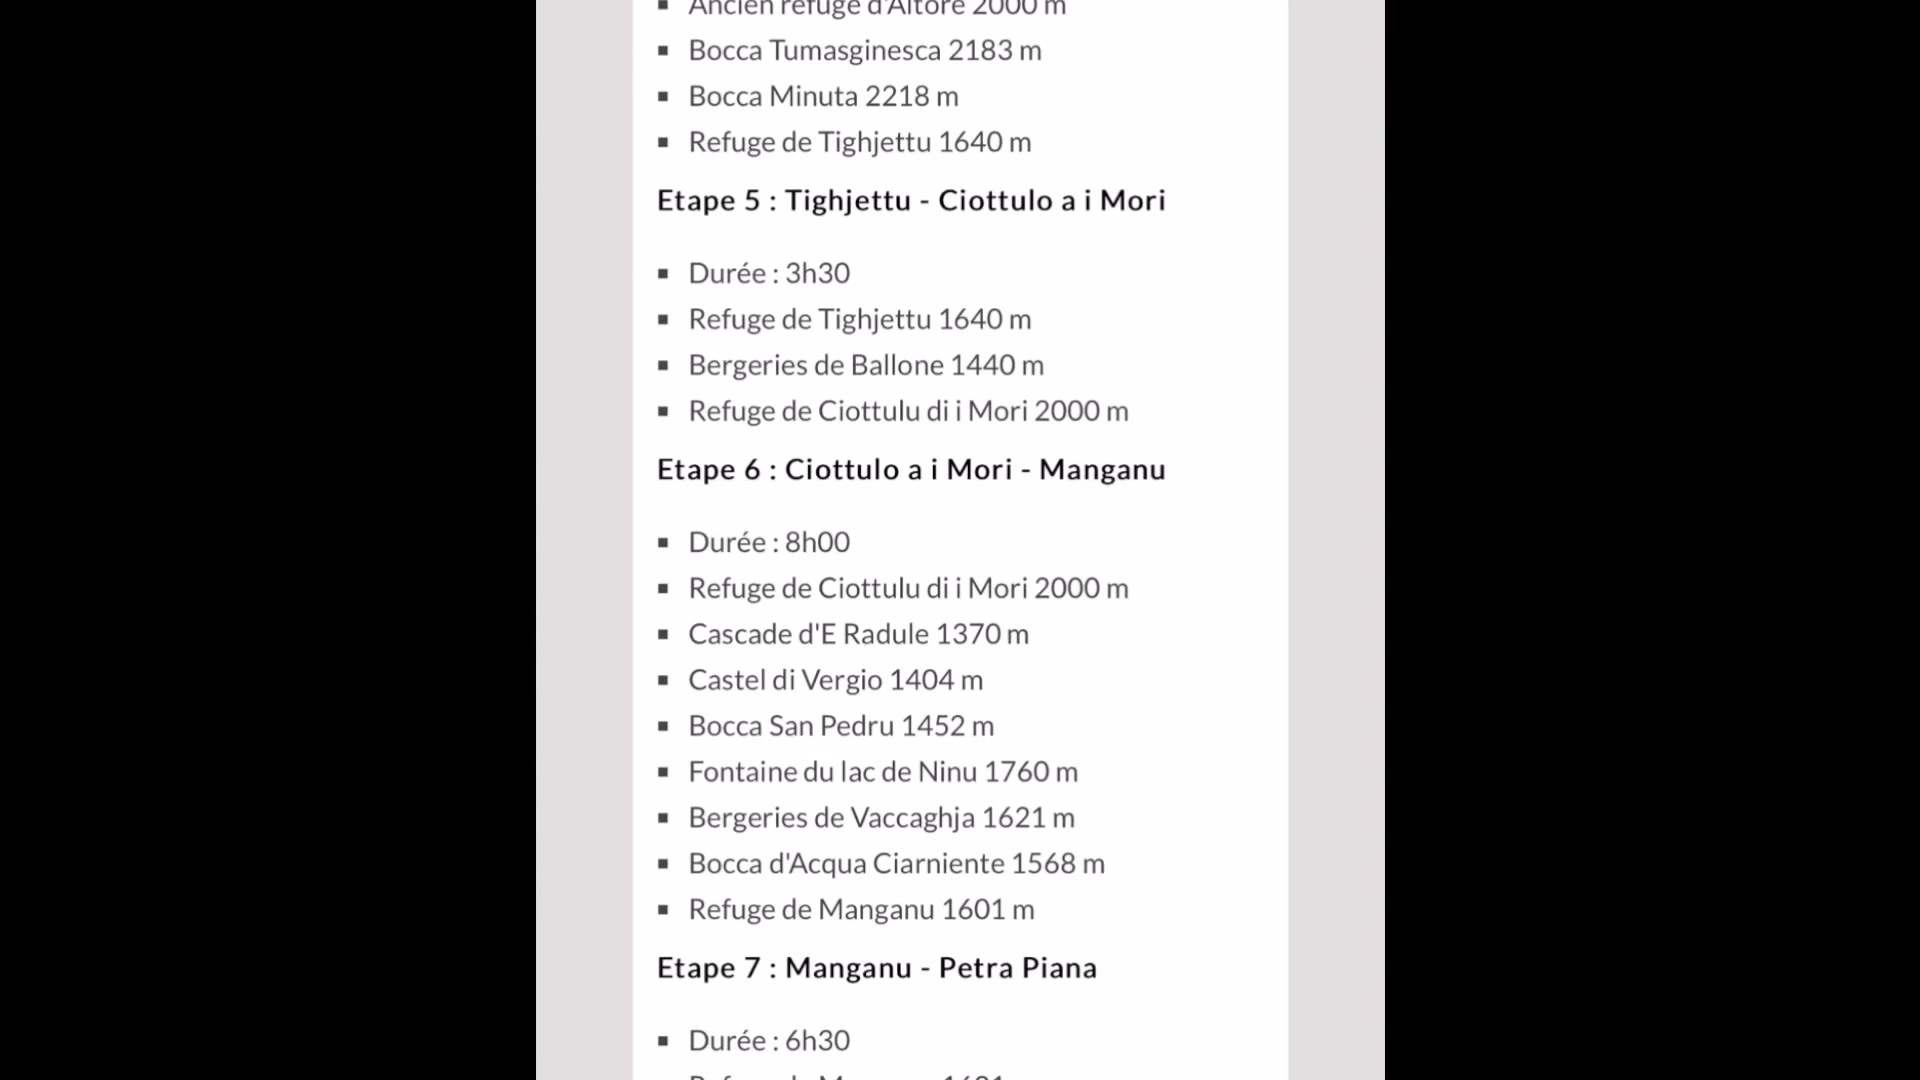 Ancien refuge d'Altore 2000 m
Bocca Tumasginesca 2183 m
Bocca Minuta 2218 m
Refuge de Tighjettu 1640 m
Etape 5 : Tighjettu - Ciottulo a i Mori
Durée : 3h30
Refuge de Tighjettu 1640 m
Bergeries de Ballone 1440 m
Refuge de Ciottulu di i Mori 2000 m
Etape 6 : Ciottulo a i Mori - Manganu
Durée : 8h00
Refuge de Ciottulu di i Mori 2000 m
Cascade d'E Radule 1370 m
Castel di Vergio 1404 m
Bocca San Pedru 1452 m
Fontaine du lac de Ninu 1760 m
Bergeries de Vaccaghja 1621 m
Bocca d'Acqua Ciarniente 1568 m
Refuge de Manganu 1601 m
Etape 7 : Manganu - Petra Piana
Durée : 6h30